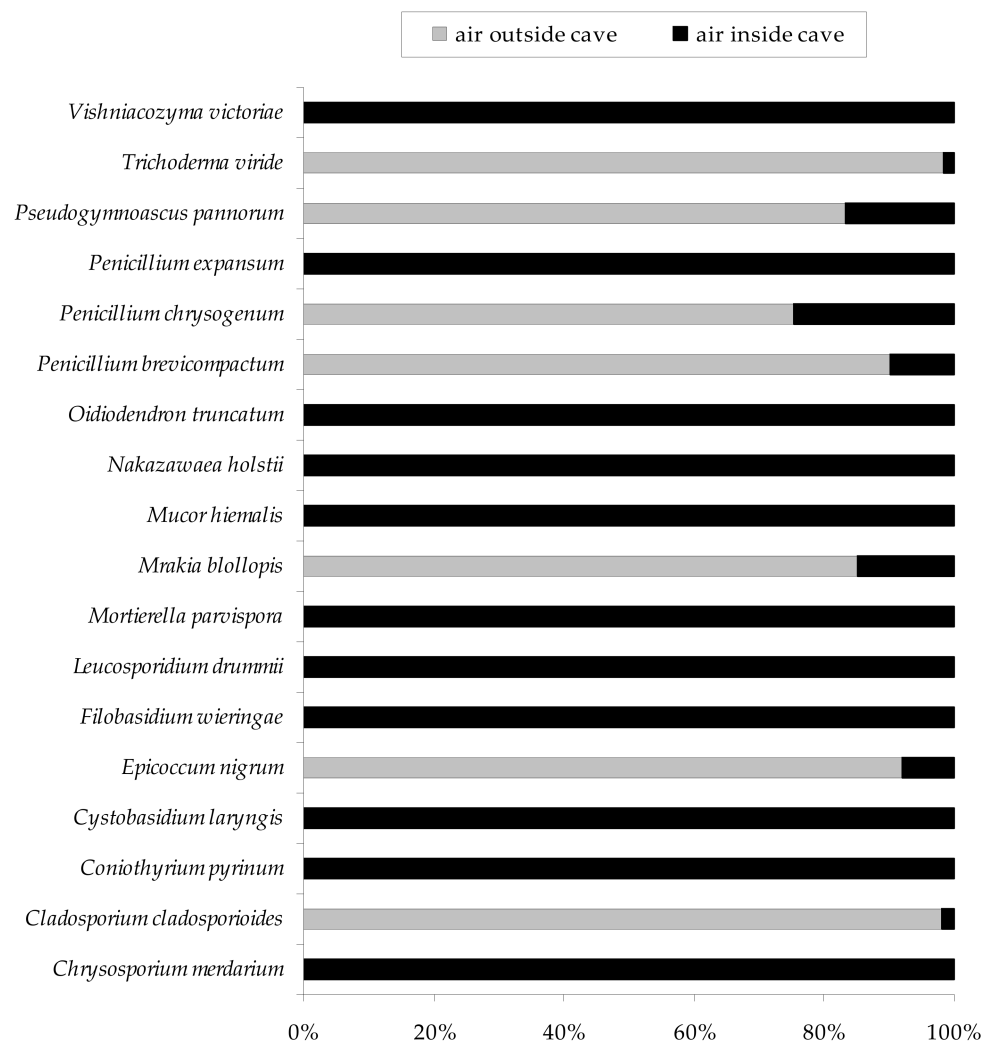 air outside cave air inside cave
Vishniacozyma victoriae
Trichoderma viride
Pseudogymnoascus pannorum
Penicillium expansum
Penicillium chrysogenum
Penicillium brevicompactum
Oidiodendron truncatum
Nakazawaea holstii
Mucor hiemalis
Mrakia blollopis
Mortierella parvispora
Leucosporidium drummii
Filobasidium wieringae
Epicoccum nigrum
Cystobasidium laryngis
Coniothyrium pyrinum
Cladosporium cladosporioides
Chrysosporium merdarium
0% 20% 40% 60% 80% 100%